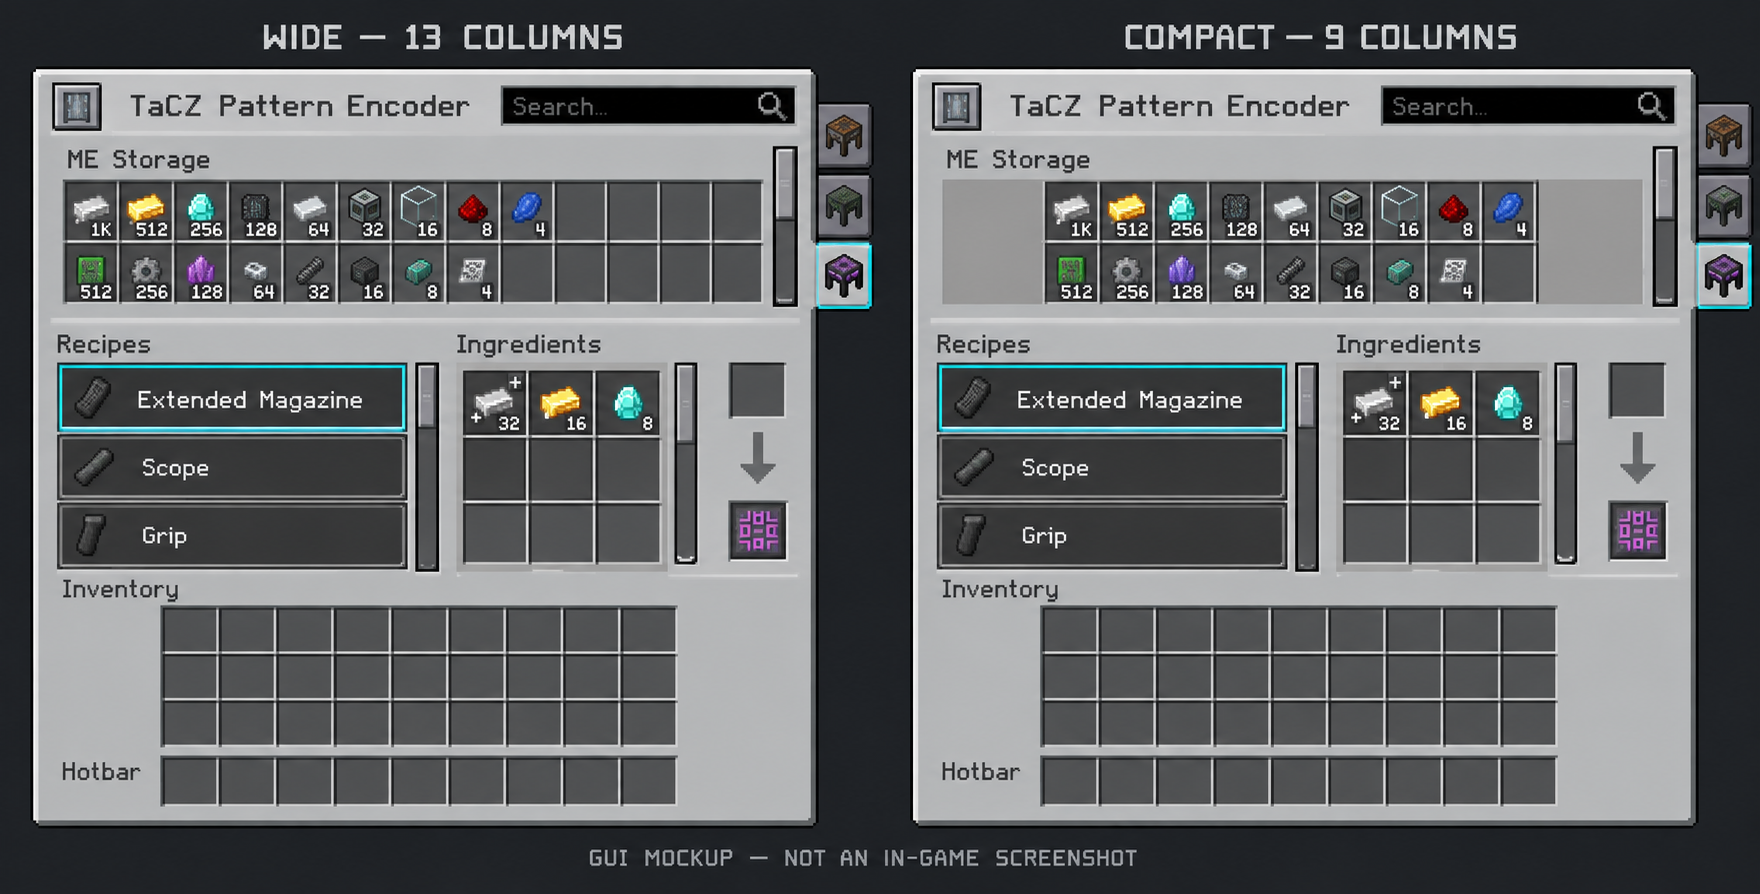 WIDE — 13 COLUMNS
TaCZ Pattern Encoder
Search...
ME Storage
1K 512 256 128 64 32 16 8 4
512 256 128 64 32 16 8 4
Recipes
Ingredients
Extended Magazine
32 16 8
Scope
Grip
Inventory
Hotbar
COMPACT — 9 COLUMNS
TaCZ Pattern Encoder
Search...
ME Storage
1K 512 256 128 64 32 16 8 4
512 256 128 64 32 16 8 4
Recipes
Ingredients
Extended Magazine
32 16 8
Scope
Grip
Inventory
Hotbar
GUI MOCKUP — NOT AN IN-GAME SCREENSHOT